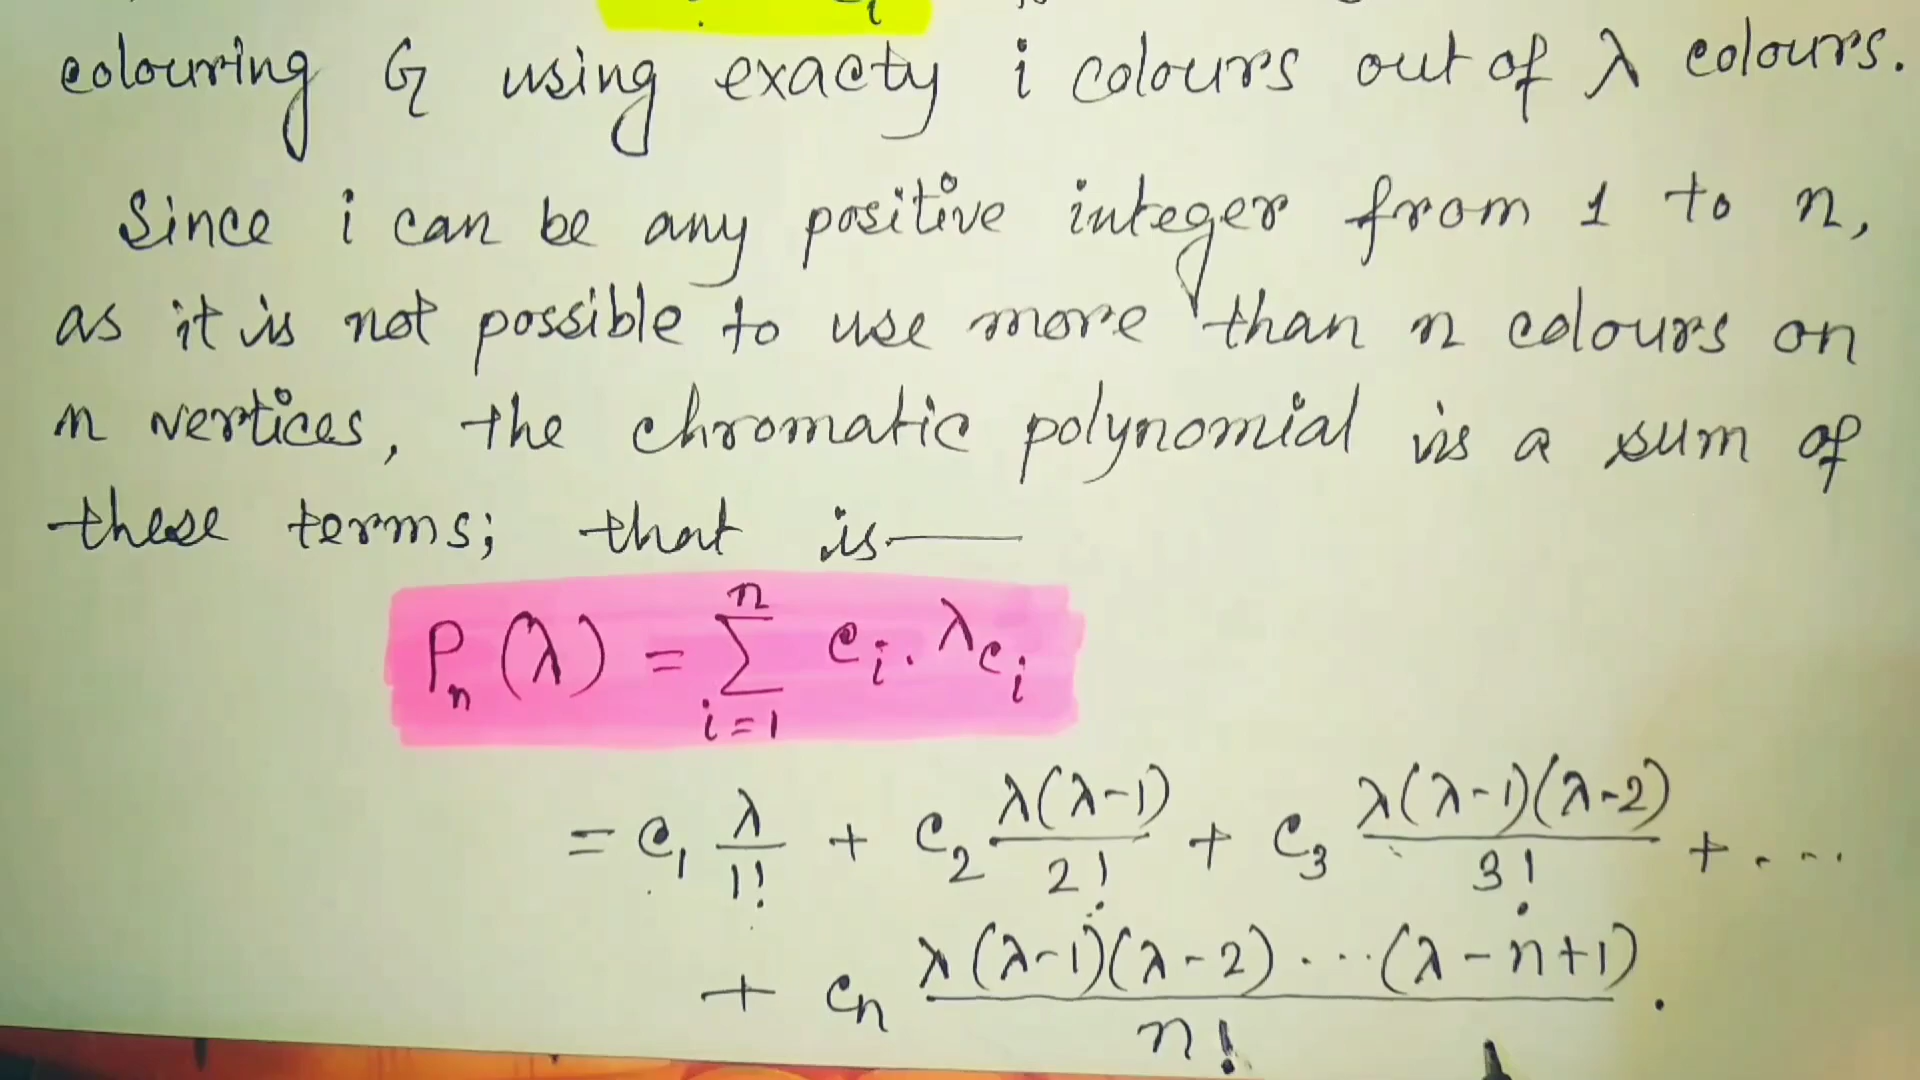 colouring G using exacty i colours out of λ colours.
Since i can be any positive integer from 1 to n,
as it is not possible to use more than n colours on
n vertices, the chromatic polynomial is a sum of
these terms; that is—
Pₙ(λ) = Σᵢ₌₁ⁿ cᵢ . λcᵢ
= c₁ λ/1! + c₂ λ(λ-1)/2! + c₃ λ(λ-1)(λ-2)/3! + ....
+ cₙ λ(λ-1)(λ-2)....(λ-n+1)/n! .